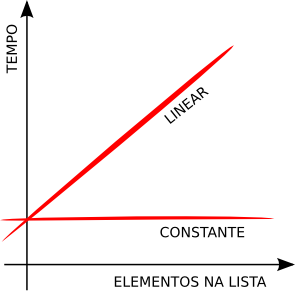 TEMPO
LINEAR
CONSTANTE
ELEMENTOS NA LISTA